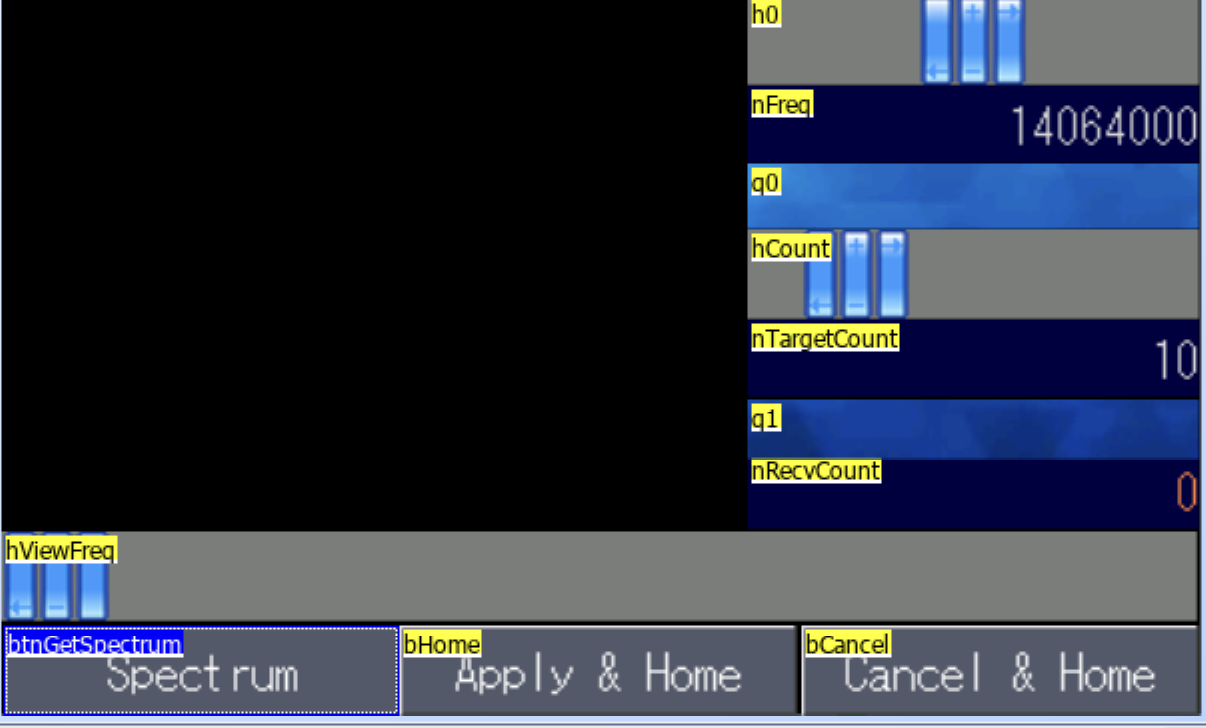 h0
nFreq
14064000
q0
hCount
nTargetCount
10
q1
nRecvCount
0
hViewFreq
btnGetSpectrum
Spectrum
bHome
Apply & Home
bCancel
Cancel & Home